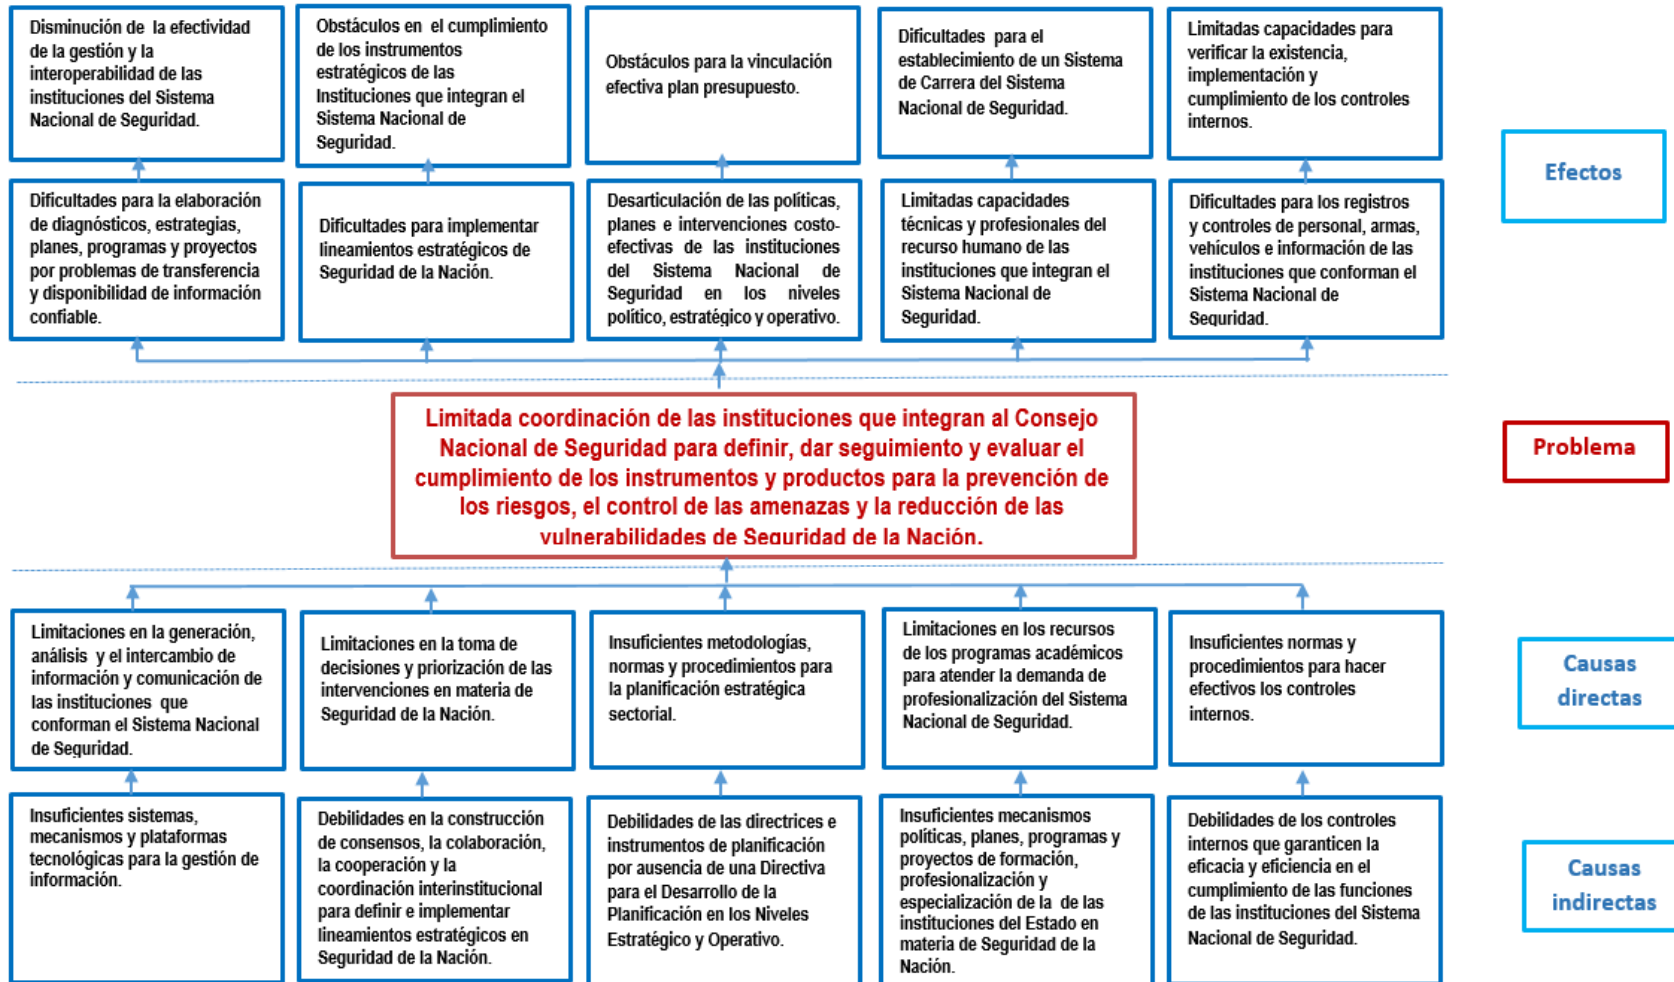 Disminución de la efectividad
de la gestión y la
interoperabilidad de las
instituciones del Sistema
Nacional de Seguridad.
Obstáculos en el cumplimiento
de los instrumentos
estratégicos de las
Instituciones que integran el
Sistema Nacional de
Seguridad.
Obstáculos para la vinculación
efectiva plan presupuesto.
Dificultades para el
establecimiento de un Sistema
de Carrera del Sistema
Nacional de Seguridad.
Limitadas capacidades para
verificar la existencia,
implementación y
cumplimiento de los controles
internos.
Efectos
Dificultades para la elaboración
de diagnósticos, estrategias,
planes, programas y proyectos
por problemas de transferencia
y disponibilidad de información
confiable.
Dificultades para implementar
lineamientos estratégicos de
Seguridad de la Nación.
Desarticulación de las políticas,
planes e intervenciones costo-
efectivas de las instituciones
del Sistema Nacional de
Seguridad en los niveles
político, estratégico y operativo.
Limitadas capacidades
técnicas y profesionales del
recurso humano de las
instituciones que integran el
Sistema Nacional de
Seguridad.
Dificultades para los registros
y controles de personal, armas,
vehículos e información de las
instituciones que conforman el
Sistema Nacional de
Seguridad.
Limitada coordinación de las instituciones que integran al Consejo
Nacional de Seguridad para definir, dar seguimiento y evaluar el
cumplimiento de los instrumentos y productos para la prevención de
los riesgos, el control de las amenazas y la reducción de las
vulnerabilidades de Seguridad de la Nación.
Problema
Limitaciones en la generación,
análisis y el intercambio de
información y comunicación de
las instituciones que
conforman el Sistema Nacional
de Seguridad.
Limitaciones en la toma de
decisiones y priorización de las
intervenciones en materia de
Seguridad de la Nación.
Insuficientes metodologías,
normas y procedimientos para
la planificación estratégica
sectorial.
Limitaciones en los recursos
de los programas académicos
para atender la demanda de
profesionalización del Sistema
Nacional de Seguridad.
Insuficientes normas y
procedimientos para hacer
efectivos los controles
internos.
Causas
directas
Insuficientes sistemas,
mecanismos y plataformas
tecnológicas para la gestión de
información.
Debilidades en la construcción
de consensos, la colaboración,
la cooperación y la
coordinación interinstitucional
para definir e implementar
lineamientos estratégicos en
Seguridad de la Nación.
Debilidades de las directrices e
instrumentos de planificación
por ausencia de una Directiva
para el Desarrollo de la
Planificación en los Niveles
Estratégico y Operativo.
Insuficientes mecanismos
políticas, planes, programas y
proyectos de formación,
profesionalización y
especialización de la de las
instituciones del Estado en
materia de Seguridad de la
Nación.
Debilidades de los controles
internos que garanticen la
eficacia y eficiencia en el
cumplimiento de las funciones
de las instituciones del Sistema
Nacional de Seguridad.
Causas
indirectas